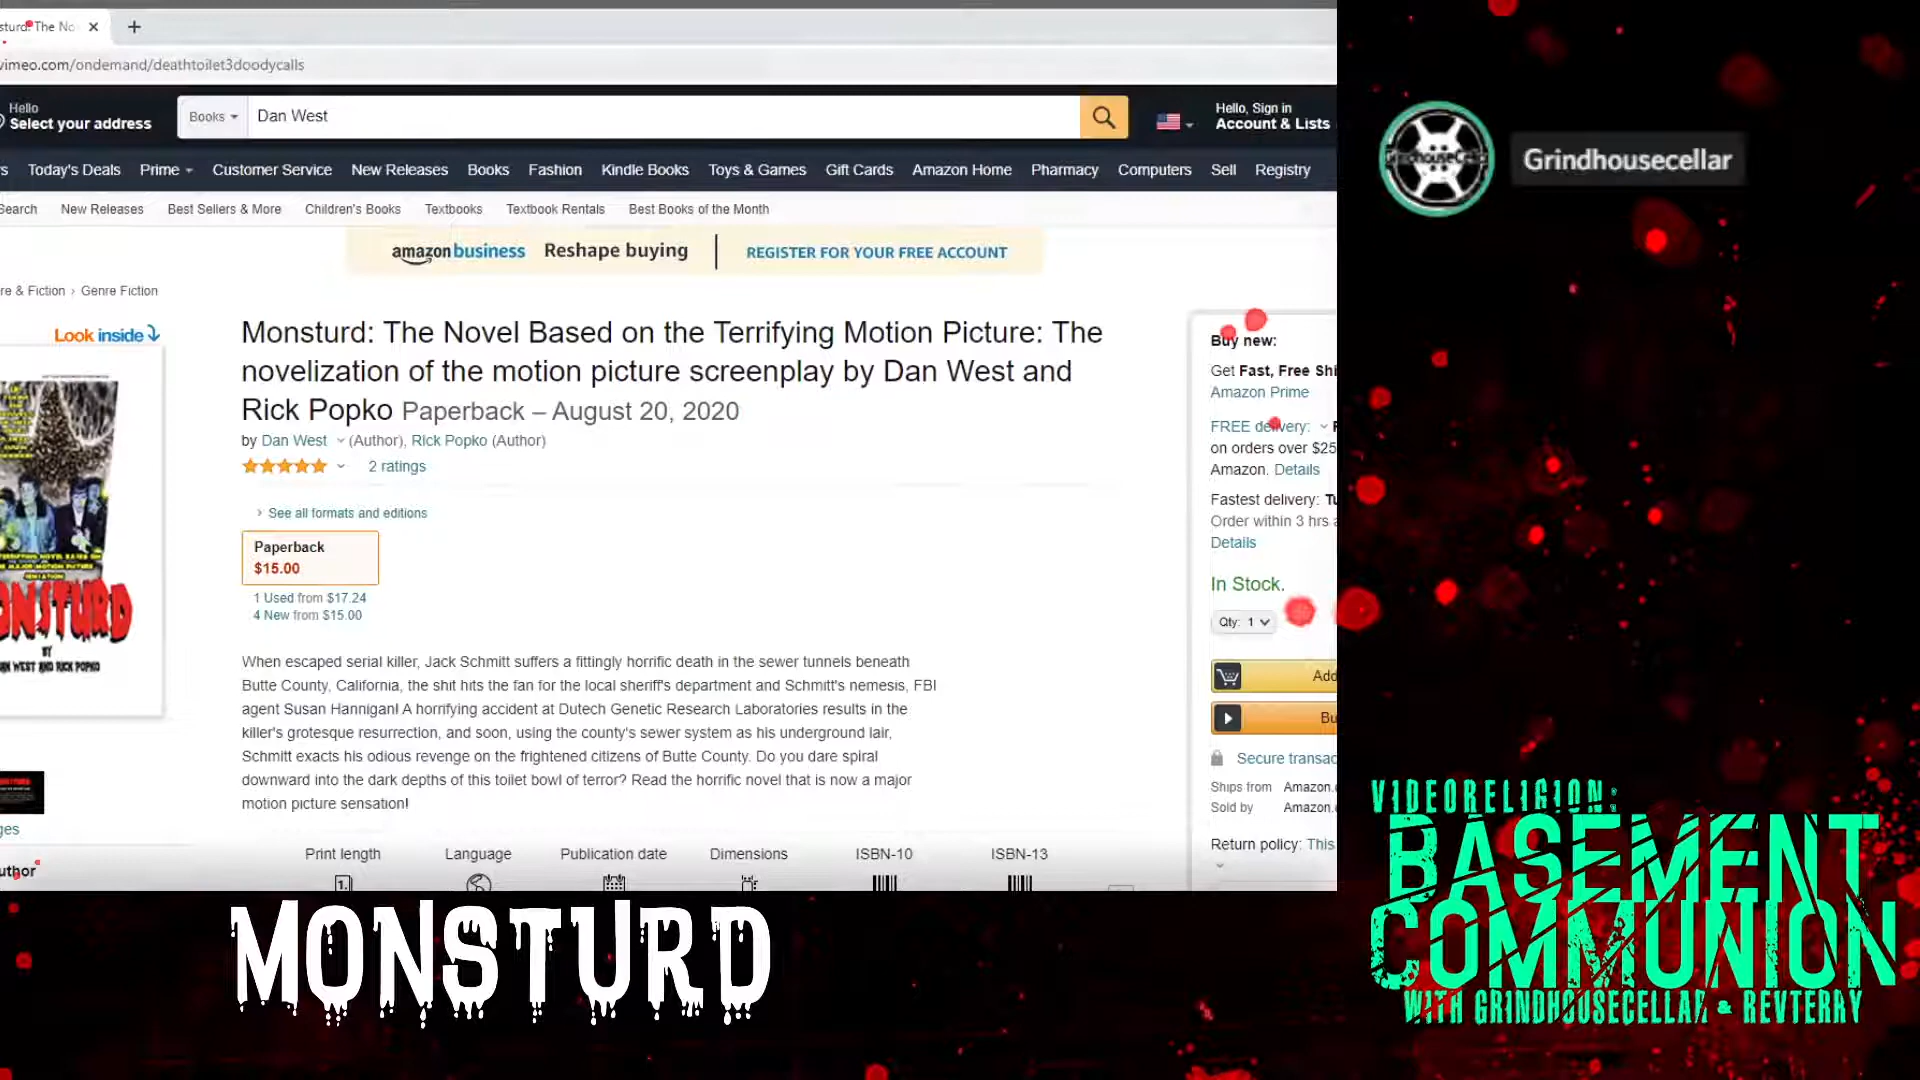 sturd: The No
vimeo.com/ondemand/deathtoilet3doodycalls
Hello
Select your address
Books
Dan West
Hello, Sign in
Account & Lists
Today's Deals Prime Customer Service New Releases Books Fashion Kindle Books Toys & Games Gift Cards Amazon Home Pharmacy Computers Sell Registry
Search New Releases Best Sellers & More Children's Books Textbooks Textbook Rentals Best Books of the Month
amazonbusiness Reshape buying REGISTER FOR YOUR FREE ACCOUNT
re & Fiction › Genre Fiction
Look inside
Monsturd: The Novel Based on the Terrifying Motion Picture: The
novelization of the motion picture screenplay by Dan West and
Rick Popko Paperback – August 20, 2020
by Dan West (Author), Rick Popko (Author)
2 ratings
› See all formats and editions
Paperback
$15.00
1 Used from $17.24
4 New from $15.00
When escaped serial killer, Jack Schmitt suffers a fittingly horrific death in the sewer tunnels beneath
Butte County, California, the shit hits the fan for the local sheriff's department and Schmitt's nemesis, FBI
agent Susan Hannigan! A horrifying accident at Dutech Genetic Research Laboratories results in the
killer's grotesque resurrection, and soon, using the county's sewer system as his underground lair,
Schmitt exacts his odious revenge on the frightened citizens of Butte County. Do you dare spiral
downward into the dark depths of this toilet bowl of terror? Read the horrific novel that is now a major
motion picture sensation!
Print length Language Publication date Dimensions ISBN-10 ISBN-13
ONSTURD
BY
AN WEST AND RICK POPKO
ges
uthor
Buy new:
Get Fast, Free Shi
Amazon Prime
FREE delivery:
on orders over $25
Amazon. Details
Fastest delivery: Tu
Order within 3 hrs
Details
In Stock.
Qty: 1
Add
Bu
Secure transac
Ships from Amazon.
Sold by Amazon.
Return policy: This
Grindhousecellar
MONSTURD
VIDEORELIGION:
BASEMENT
COMMUNION
WITH GRINDHOUSECELLAR & REVTERRY